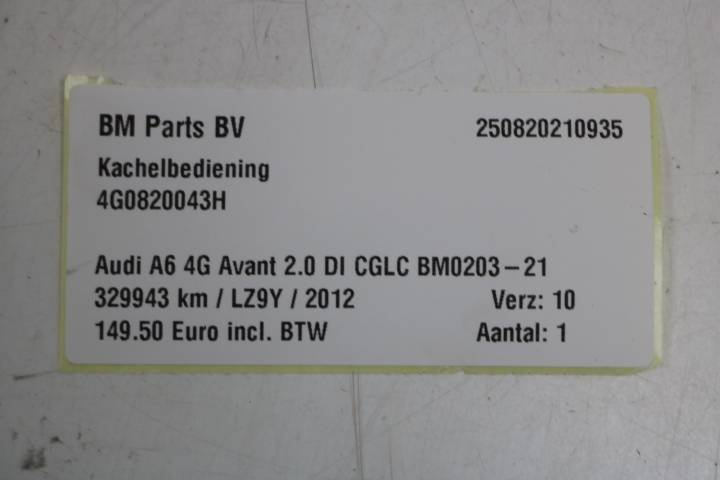 BM Parts BV 250820210935
Kachelbediening
4G0820043H
Audi A6 4G Avant 2.0 DI CGLC BM0203-21
329943 km / LZ9Y / 2012 Verz: 10
149.50 Euro incl. BTW Aantal: 1